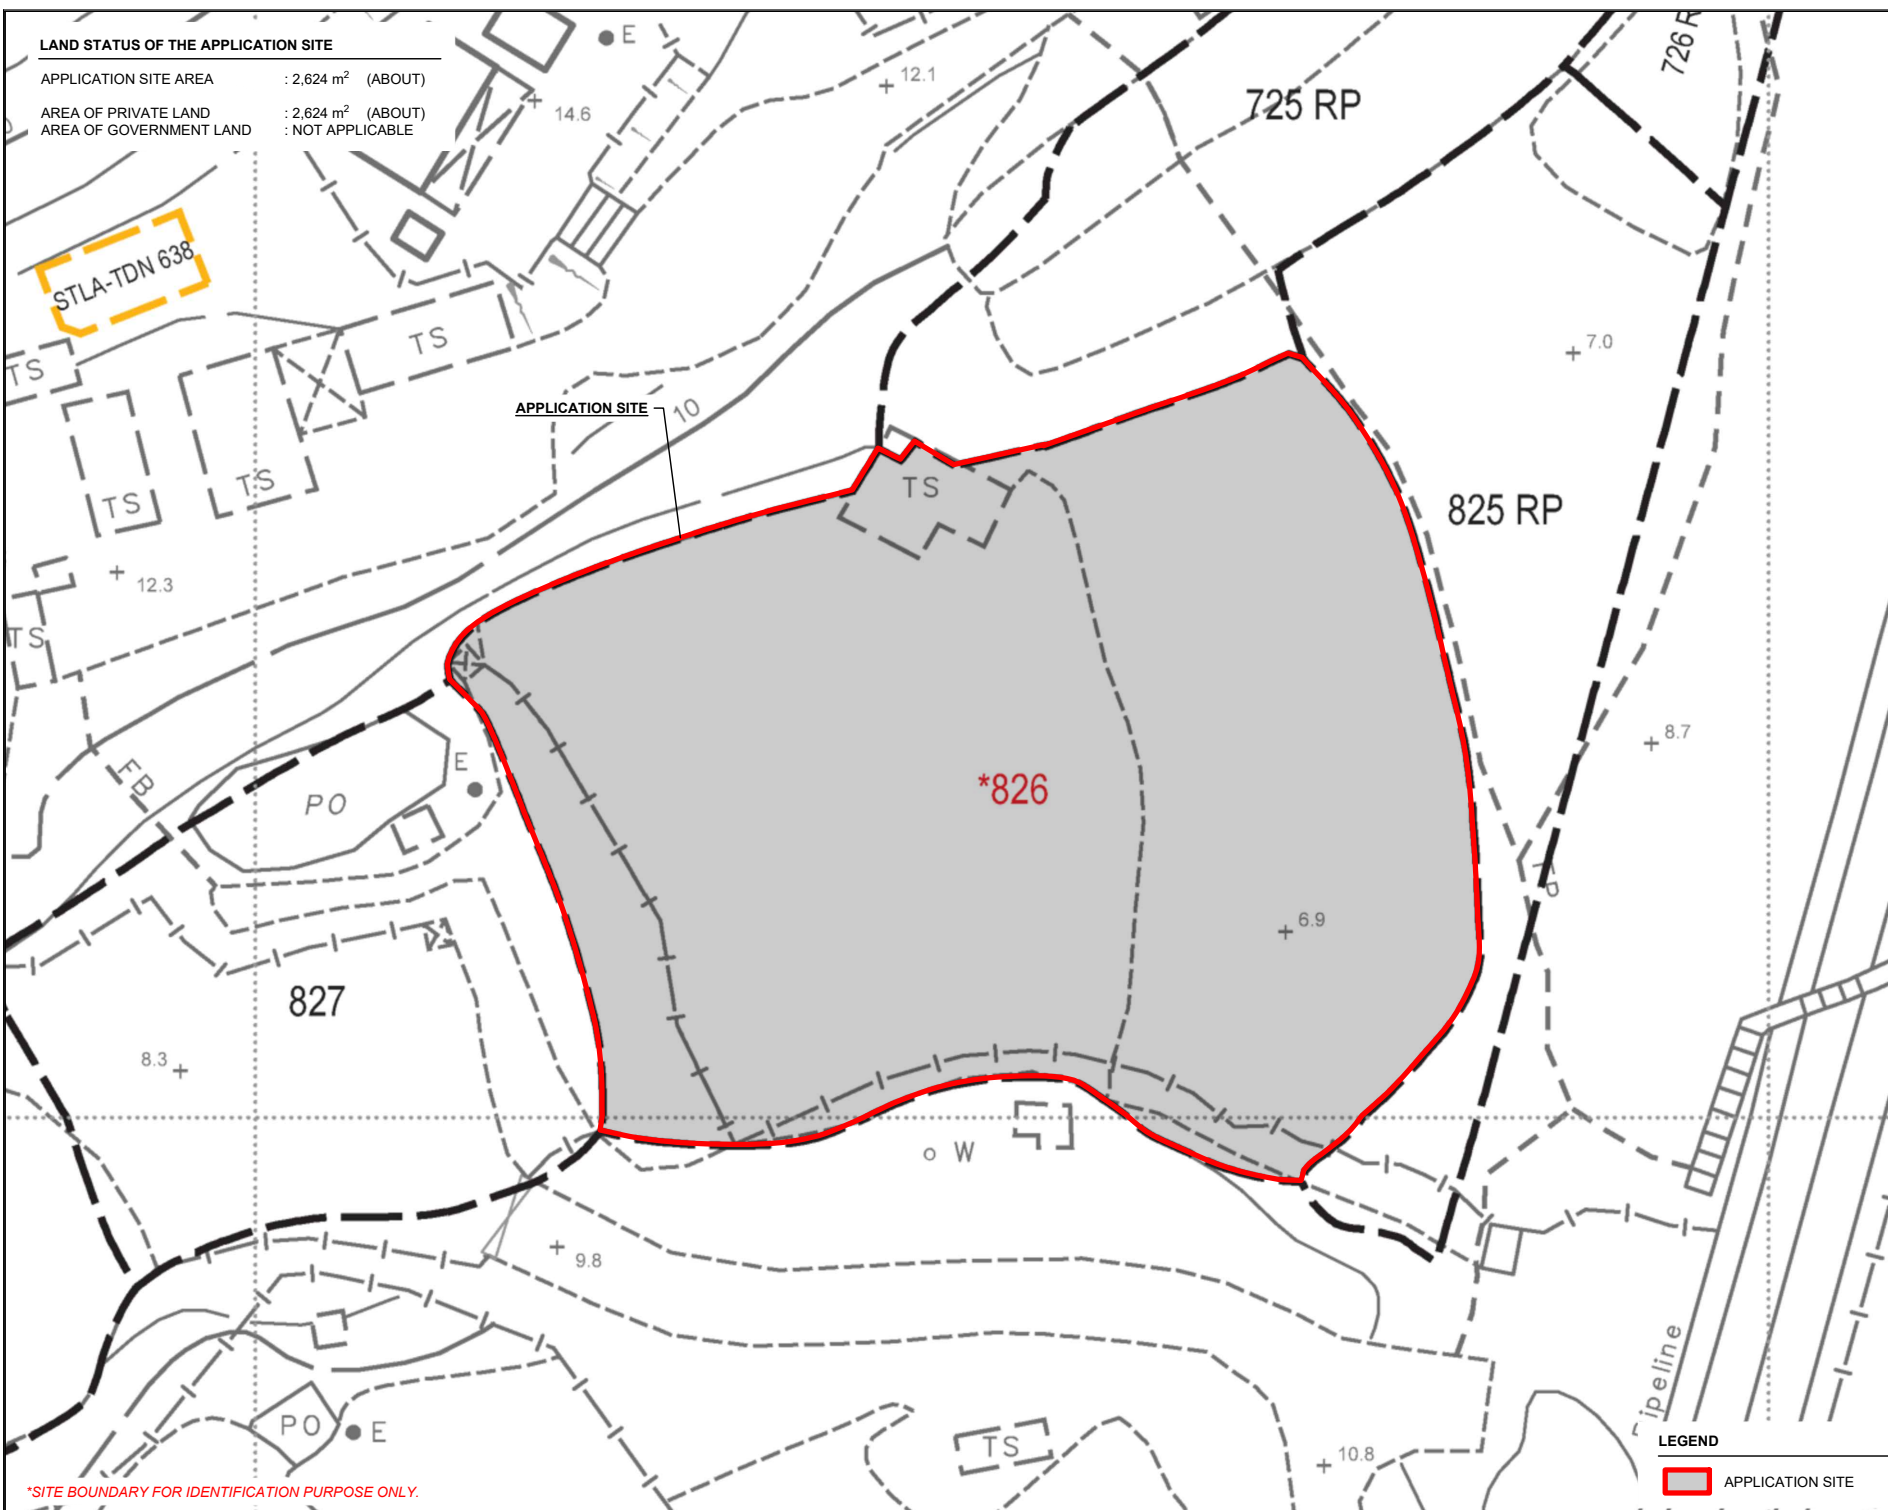 LAND STATUS OF THE APPLICATION SITE
APPLICATION SITE AREA : 2,624 m² (ABOUT)
AREA OF PRIVATE LAND : 2,624 m² (ABOUT)
AREA OF GOVERNMENT LAND : NOT APPLICABLE
E
12.1
14.6
725 RP
726 R
STLA-TDN 638
TS
TS
7.0
APPLICATION SITE
10
TS
TS
TS
825 RP
12.3
TS
8.7
FB
E
PO
*826
TP
6.9
827
8.3
W
9.8
Pipeline
PO
E
TS
10.8
LEGEND
APPLICATION SITE
*SITE BOUNDARY FOR IDENTIFICATION PURPOSE ONLY.